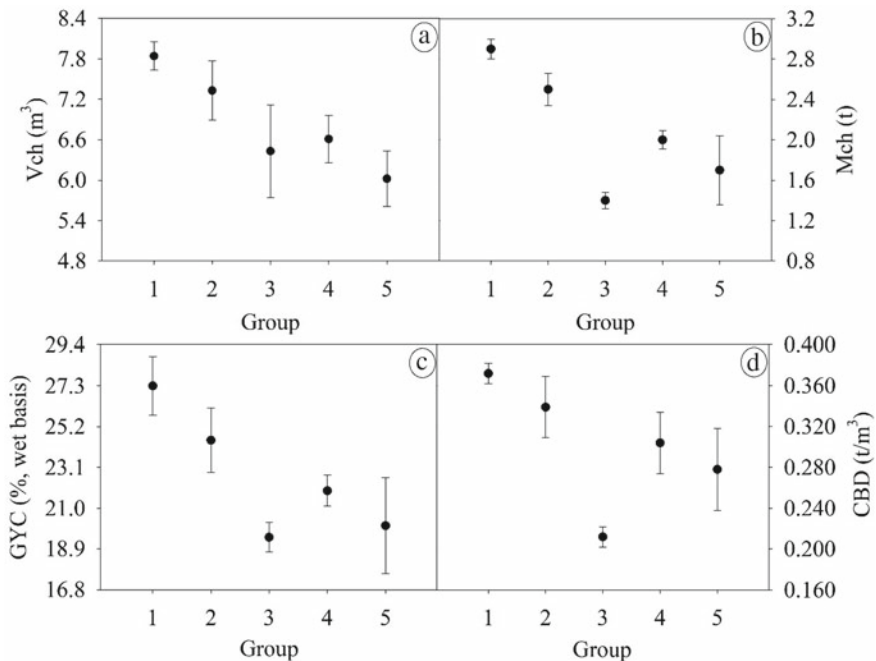 8.4
7.8
7.2
6.6
6.0
5.4
4.8
Vch (m³)
1 2 3 4 5
Group
a
3.2
2.8
2.4
2.0
1.6
1.2
0.8
Mch (t)
1 2 3 4 5
Group
b
29.4
27.3
25.2
23.1
21.0
18.9
16.8
GYC (%, wet basis)
1 2 3 4 5
Group
c
0.400
0.360
0.320
0.280
0.240
0.200
0.160
CBD (t/m³)
1 2 3 4 5
Group
d